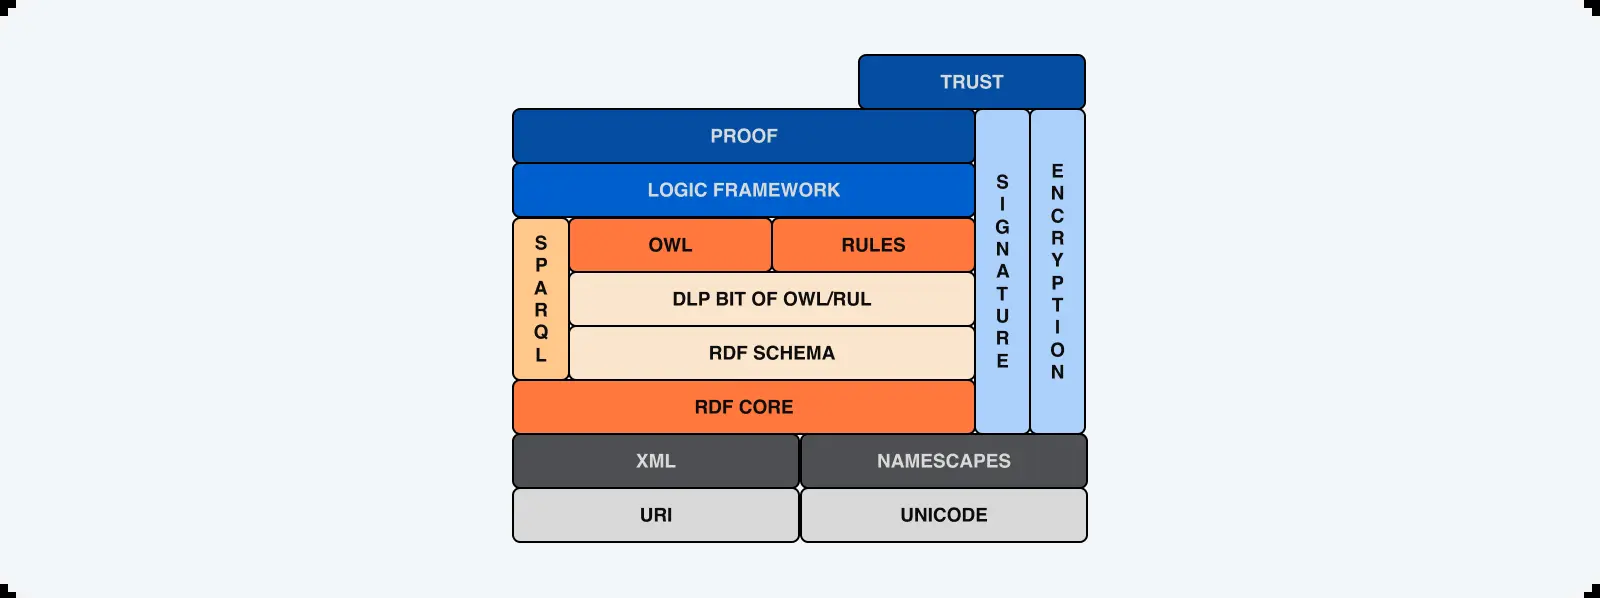 TRUST
PROOF
LOGIC FRAMEWORK
SPARQL
OWL
RULES
DLP BIT OF OWL/RUL
RDF SCHEMA
RDF CORE
SIGNATURE
ENCRYPTION
XML
NAMESCAPES
URI
UNICODE